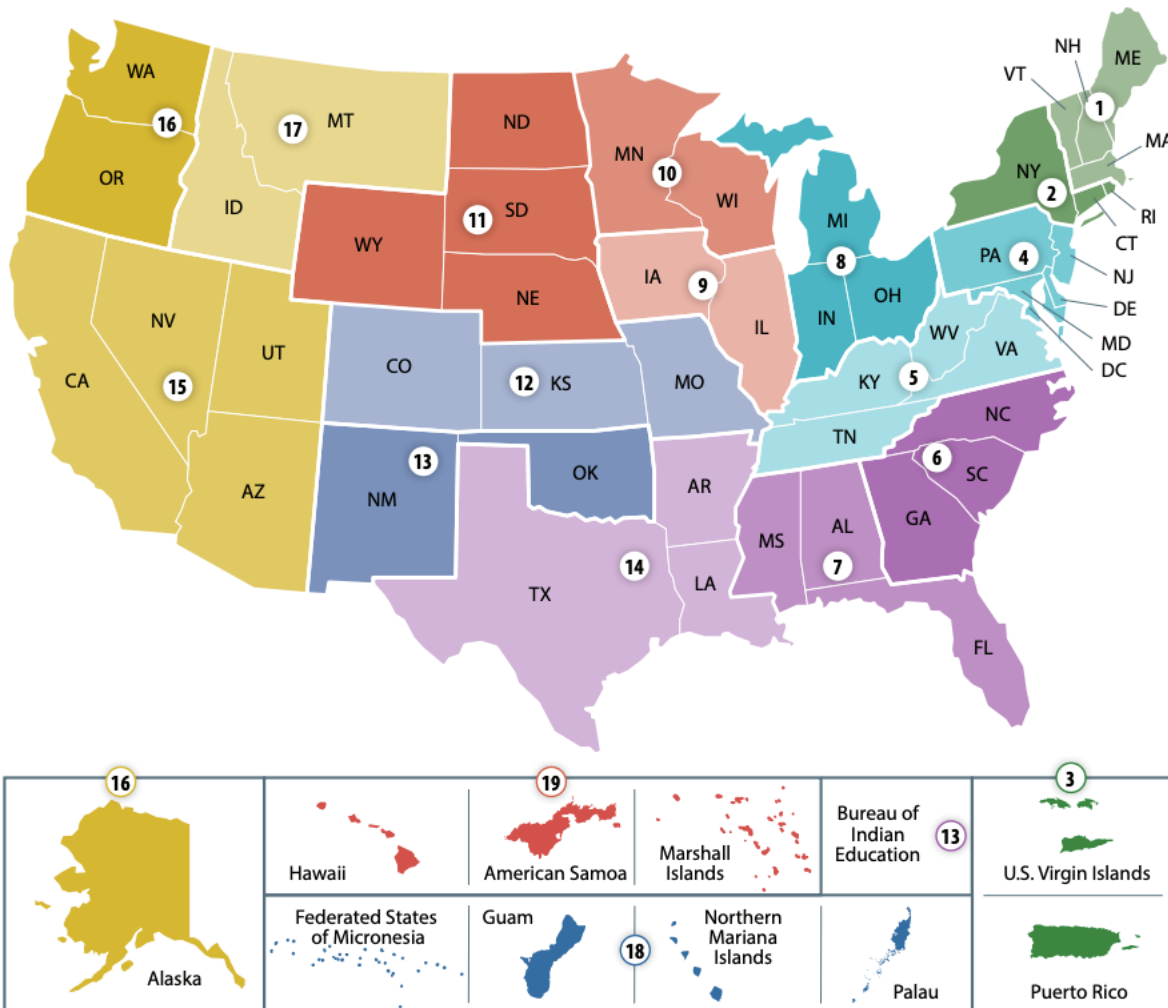 NH
ME
VT
WA
1
16
17
MT
ND
MA
MN
10
NY
OR
ID
SD
11
WI
MI
2
RI
WY
CT
8
PA
4
NJ
IA
9
NE
OH
DE
NV
IN
WV
IL
MD
UT
VA
CO
DC
CA
15
12
KS
MO
KY
5
NC
TN
13
6
OK
SC
AZ
NM
AR
GA
MS
AL
14
7
LA
TX
FL
16
19
3
Bureau of
Indian
Education
13
Hawaii
American Samoa
Marshall
Islands
U.S. Virgin Islands
Federated States
of Micronesia
Guam
18
Northern
Mariana
Islands
Alaska
Palau
Puerto Rico